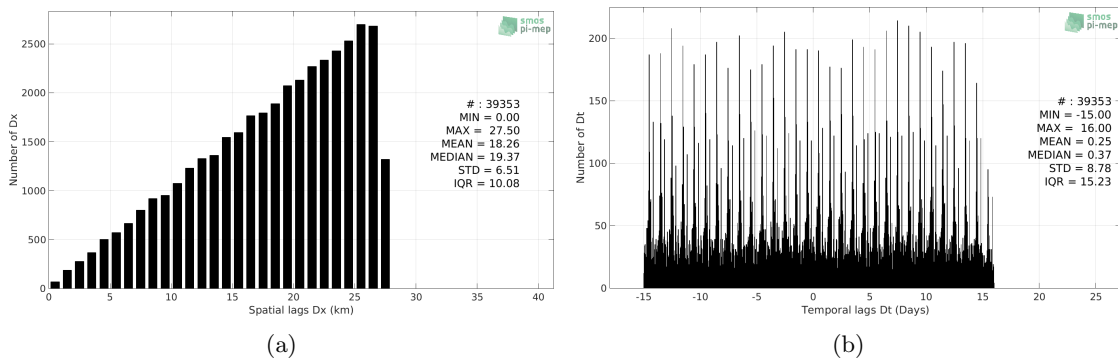 smos
pi-mep
2500
2000
1500
1000
500
0
Number of Dx
# : 39353
MIN = 0.00
MAX = 27.50
MEAN = 18.26
MEDIAN = 19.37
STD = 6.51
IQR = 10.08
0 5 10 15 20 25 30 35 40
Spatial lags Dx (km)
(a)
smos
pi-mep
200
150
100
50
0
Number of Dt
# : 39353
MIN = -15.00
MAX = 16.00
MEAN = 0.25
MEDIAN = 0.37
STD = 8.78
IQR = 15.23
-15 -10 -5 0 5 10 15 20 25
Temporal lags Dt (Days)
(b)